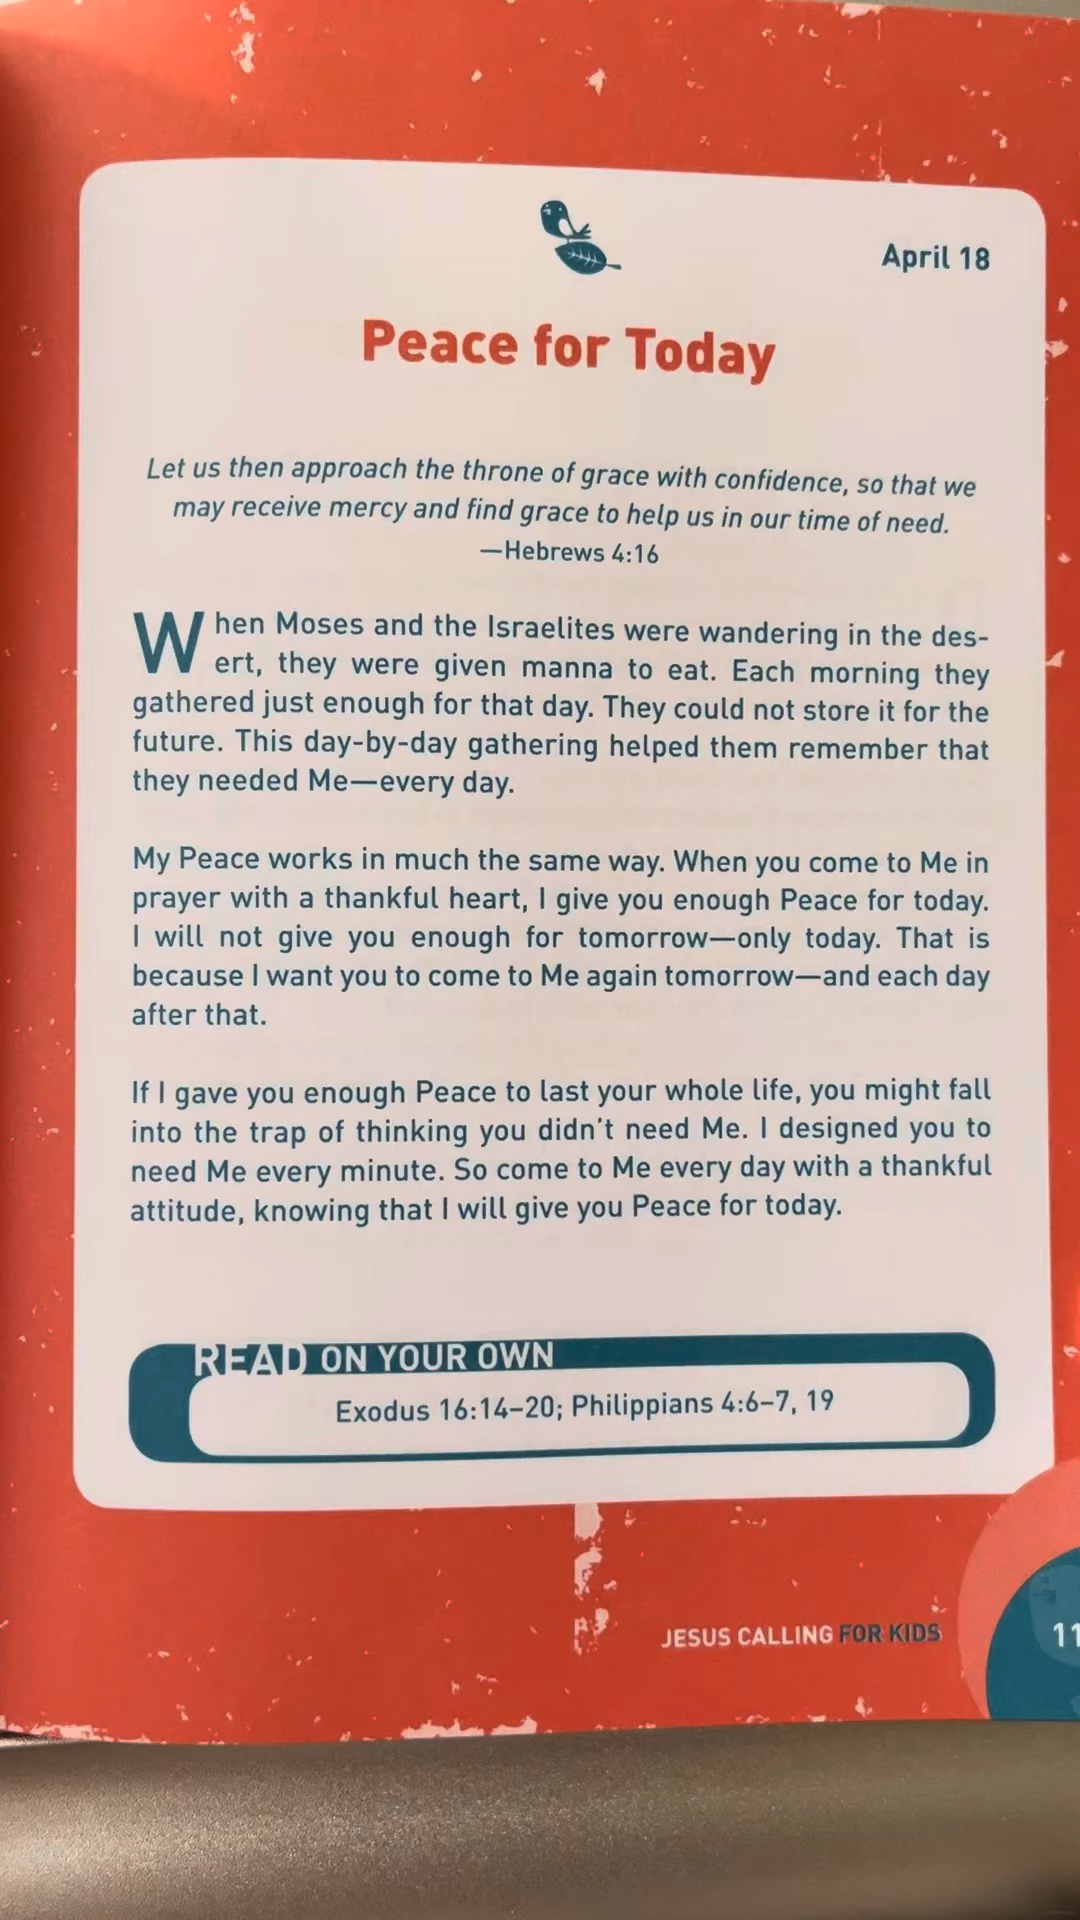 April 18
Peace for Today
Let us then approach the throne of grace with confidence, so that we
may receive mercy and find grace to help us in our time of need.
—Hebrews 4:16
When Moses and the Israelites were wandering in the des-
ert, they were given manna to eat. Each morning they
gathered just enough for that day. They could not store it for the
future. This day-by-day gathering helped them remember that
they needed Me—every day.
My Peace works in much the same way. When you come to Me in
prayer with a thankful heart, I give you enough Peace for today.
I will not give you enough for tomorrow—only today. That is
because I want you to come to Me again tomorrow—and each day
after that.
If I gave you enough Peace to last your whole life, you might fall
into the trap of thinking you didn't need Me. I designed you to
need Me every minute. So come to Me every day with a thankful
attitude, knowing that I will give you Peace for today.
READ ON YOUR OWN
Exodus 16:14–20; Philippians 4:6–7, 19
JESUS CALLING FOR KIDS